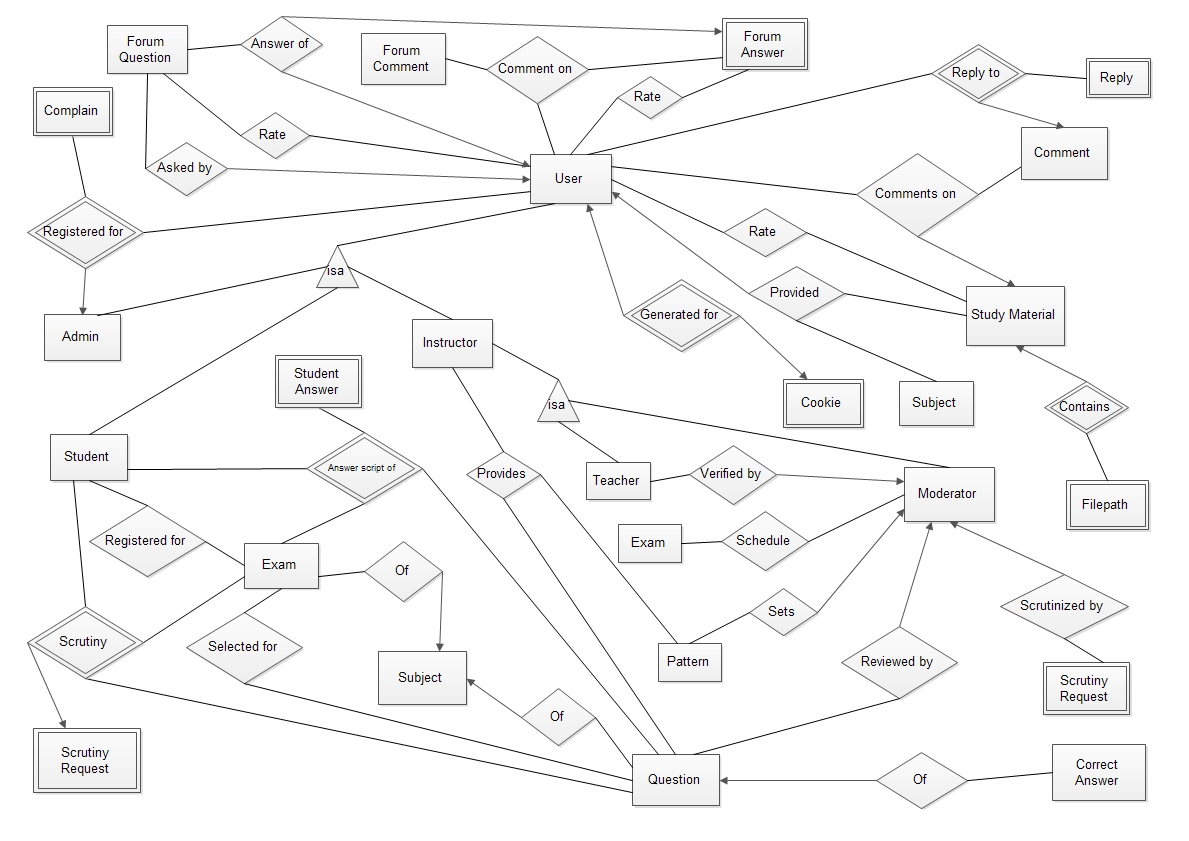 Forum
Question
Answer of
Forum
Comment
Comment on
Forum
Answer
Reply to
Reply
Complain
Rate
Rate
Asked by
User
Comment
Comments on
Registered for
isa
Rate
Provided
Generated for
Study Material
Admin
Instructor
Student
Answer
isa
Cookie
Subject
Contains
Student
Answer script of
Provides
Teacher
Verified by
Moderator
Filepath
Registered for
Exam
Of
Exam
Schedule
Scrutiny
Selected for
Sets
Scrutinized by
Subject
Pattern
Reviewed by
Scrutiny
Request
Of
Scrutiny
Request
Question
Of
Correct
Answer